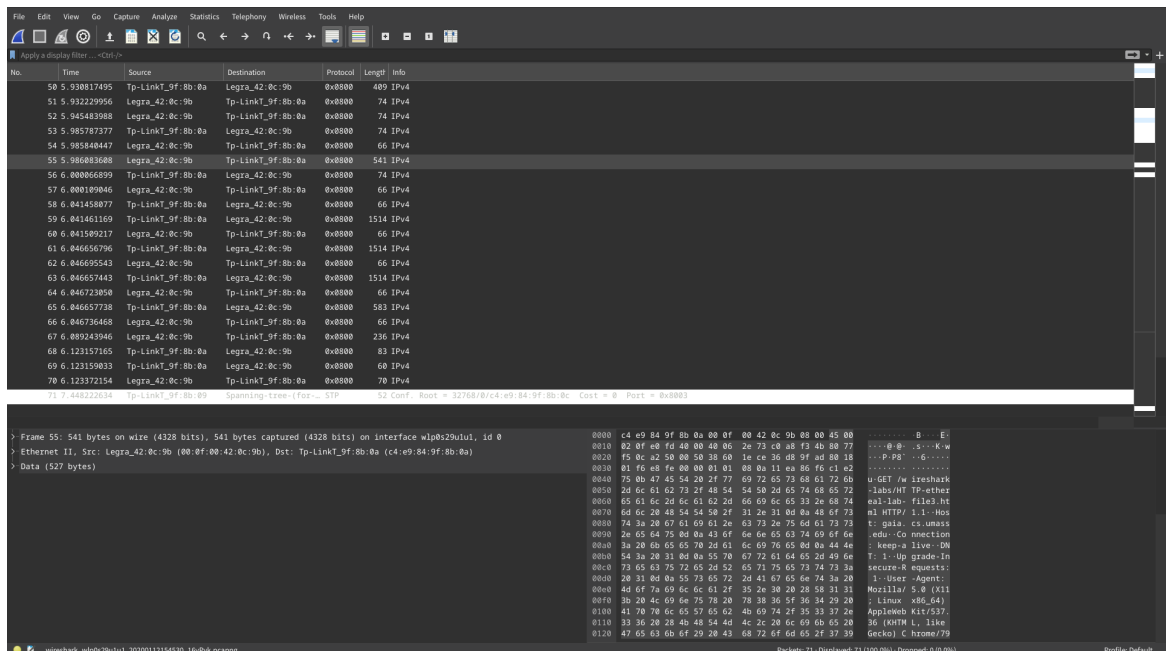 File Edit View Go Capture Analyze Statistics Telephony Wireless Tools Help
Apply a display filter ... <Ctrl-/>
No. Time Source Destination Protocol Length Info
50 5.930817495 Tp-LinkT_9f:8b:0a Legra_42:0c:9b 0x0800 409 IPv4
51 5.932229956 Legra_42:0c:9b Tp-LinkT_9f:8b:0a 0x0800 74 IPv4
52 5.945483988 Legra_42:0c:9b Tp-LinkT_9f:8b:0a 0x0800 74 IPv4
53 5.985787377 Tp-LinkT_9f:8b:0a Legra_42:0c:9b 0x0800 74 IPv4
54 5.985840447 Legra_42:0c:9b Tp-LinkT_9f:8b:0a 0x0800 66 IPv4
55 5.986083608 Legra_42:0c:9b Tp-LinkT_9f:8b:0a 0x0800 541 IPv4
56 6.000066899 Tp-LinkT_9f:8b:0a Legra_42:0c:9b 0x0800 74 IPv4
57 6.000109046 Legra_42:0c:9b Tp-LinkT_9f:8b:0a 0x0800 66 IPv4
58 6.041458077 Tp-LinkT_9f:8b:0a Legra_42:0c:9b 0x0800 66 IPv4
59 6.041461169 Tp-LinkT_9f:8b:0a Legra_42:0c:9b 0x0800 1514 IPv4
60 6.041509217 Legra_42:0c:9b Tp-LinkT_9f:8b:0a 0x0800 66 IPv4
61 6.046656796 Tp-LinkT_9f:8b:0a Legra_42:0c:9b 0x0800 1514 IPv4
62 6.046695543 Legra_42:0c:9b Tp-LinkT_9f:8b:0a 0x0800 66 IPv4
63 6.046657443 Tp-LinkT_9f:8b:0a Legra_42:0c:9b 0x0800 1514 IPv4
64 6.046723050 Legra_42:0c:9b Tp-LinkT_9f:8b:0a 0x0800 66 IPv4
65 6.046657738 Tp-LinkT_9f:8b:0a Legra_42:0c:9b 0x0800 583 IPv4
66 6.046736468 Legra_42:0c:9b Tp-LinkT_9f:8b:0a 0x0800 66 IPv4
67 6.089243946 Legra_42:0c:9b Tp-LinkT_9f:8b:0a 0x0800 236 IPv4
68 6.123157165 Tp-LinkT_9f:8b:0a Legra_42:0c:9b 0x0800 83 IPv4
69 6.123159033 Tp-LinkT_9f:8b:0a Legra_42:0c:9b 0x0800 60 IPv4
70 6.123372154 Legra_42:0c:9b Tp-LinkT_9f:8b:0a 0x0800 70 IPv4
71 7.448222634 Tp-LinkT_9f:8b:09 Spanning-tree-(for-… STP 52 Conf. Root = 32768/0/c4:e9:84:9f:8b:0c Cost = 0 Port = 0x8003
Frame 55: 541 bytes on wire (4328 bits), 541 bytes captured (4328 bits) on interface wlp0s29u1u1, id 0
Ethernet II, Src: Legra_42:0c:9b (00:0f:00:42:0c:9b), Dst: Tp-LinkT_9f:8b:0a (c4:e9:84:9f:8b:0a)
Data (527 bytes)
0000 c4 e9 84 9f 8b 0a 00 0f 00 42 0c 9b 08 00 45 00 ········ ·B····E·
0010 02 0f e0 fd 40 00 40 06 2e 73 c0 a8 f3 4b 80 77 ····@·@· .s···K·w
0020 f5 0c a2 50 00 50 38 60 1e ce 36 d8 9f ad 80 18 ···P·P8` ··6·····
0030 01 f6 e8 fe 00 00 01 01 08 0a 11 ea 86 f6 c1 e2 ········ ········
0040 75 0b 47 45 54 20 2f 77 69 72 65 73 68 61 72 6b u·GET /w ireshark
0050 2d 6c 61 62 73 2f 48 54 54 50 2d 65 74 68 65 72 -labs/HT TP-ether
0060 65 61 6c 2d 6c 61 62 2d 66 69 6c 65 33 2e 68 74 eal-lab- file3.ht
0070 6d 6c 20 48 54 54 50 2f 31 2e 31 0d 0a 48 6f 73 ml HTTP/ 1.1··Hos
0080 74 3a 20 67 61 69 61 2e 63 73 2e 75 6d 61 73 73 t: gaia. cs.umass
0090 2e 65 64 75 0d 0a 43 6f 6e 6e 65 63 74 69 6f 6e .edu··Co nnection
00a0 3a 20 6b 65 65 70 2d 61 6c 69 76 65 0d 0a 44 4e : keep-a live··DN
00b0 54 3a 20 31 0d 0a 55 70 67 72 61 64 65 2d 49 6e T: 1··Up grade-In
00c0 73 65 63 75 72 65 2d 52 65 71 75 65 73 74 73 3a secure-R equests:
00d0 20 31 0d 0a 55 73 65 72 2d 41 67 65 6e 74 3a 20 1··User -Agent:
00e0 4d 6f 7a 69 6c 6c 61 2f 35 2e 30 20 28 58 31 31 Mozilla/ 5.0 (X11
00f0 3b 20 4c 69 6e 75 78 20 78 38 36 5f 36 34 29 20 ; Linux x86_64)
0100 41 70 70 6c 65 57 65 62 4b 69 74 2f 35 33 37 2e AppleWeb Kit/537.
0110 33 36 20 28 4b 48 54 4d 4c 2c 20 6c 69 6b 65 20 36 (KHTM L, like
0120 47 65 63 6b 6f 29 20 43 68 72 6f 6d 65 2f 37 39 Gecko) C hrome/79
Packets: 71 · Displayed: 71 (100.0%) · Dropped: 0 (0.0%) Profile: Default